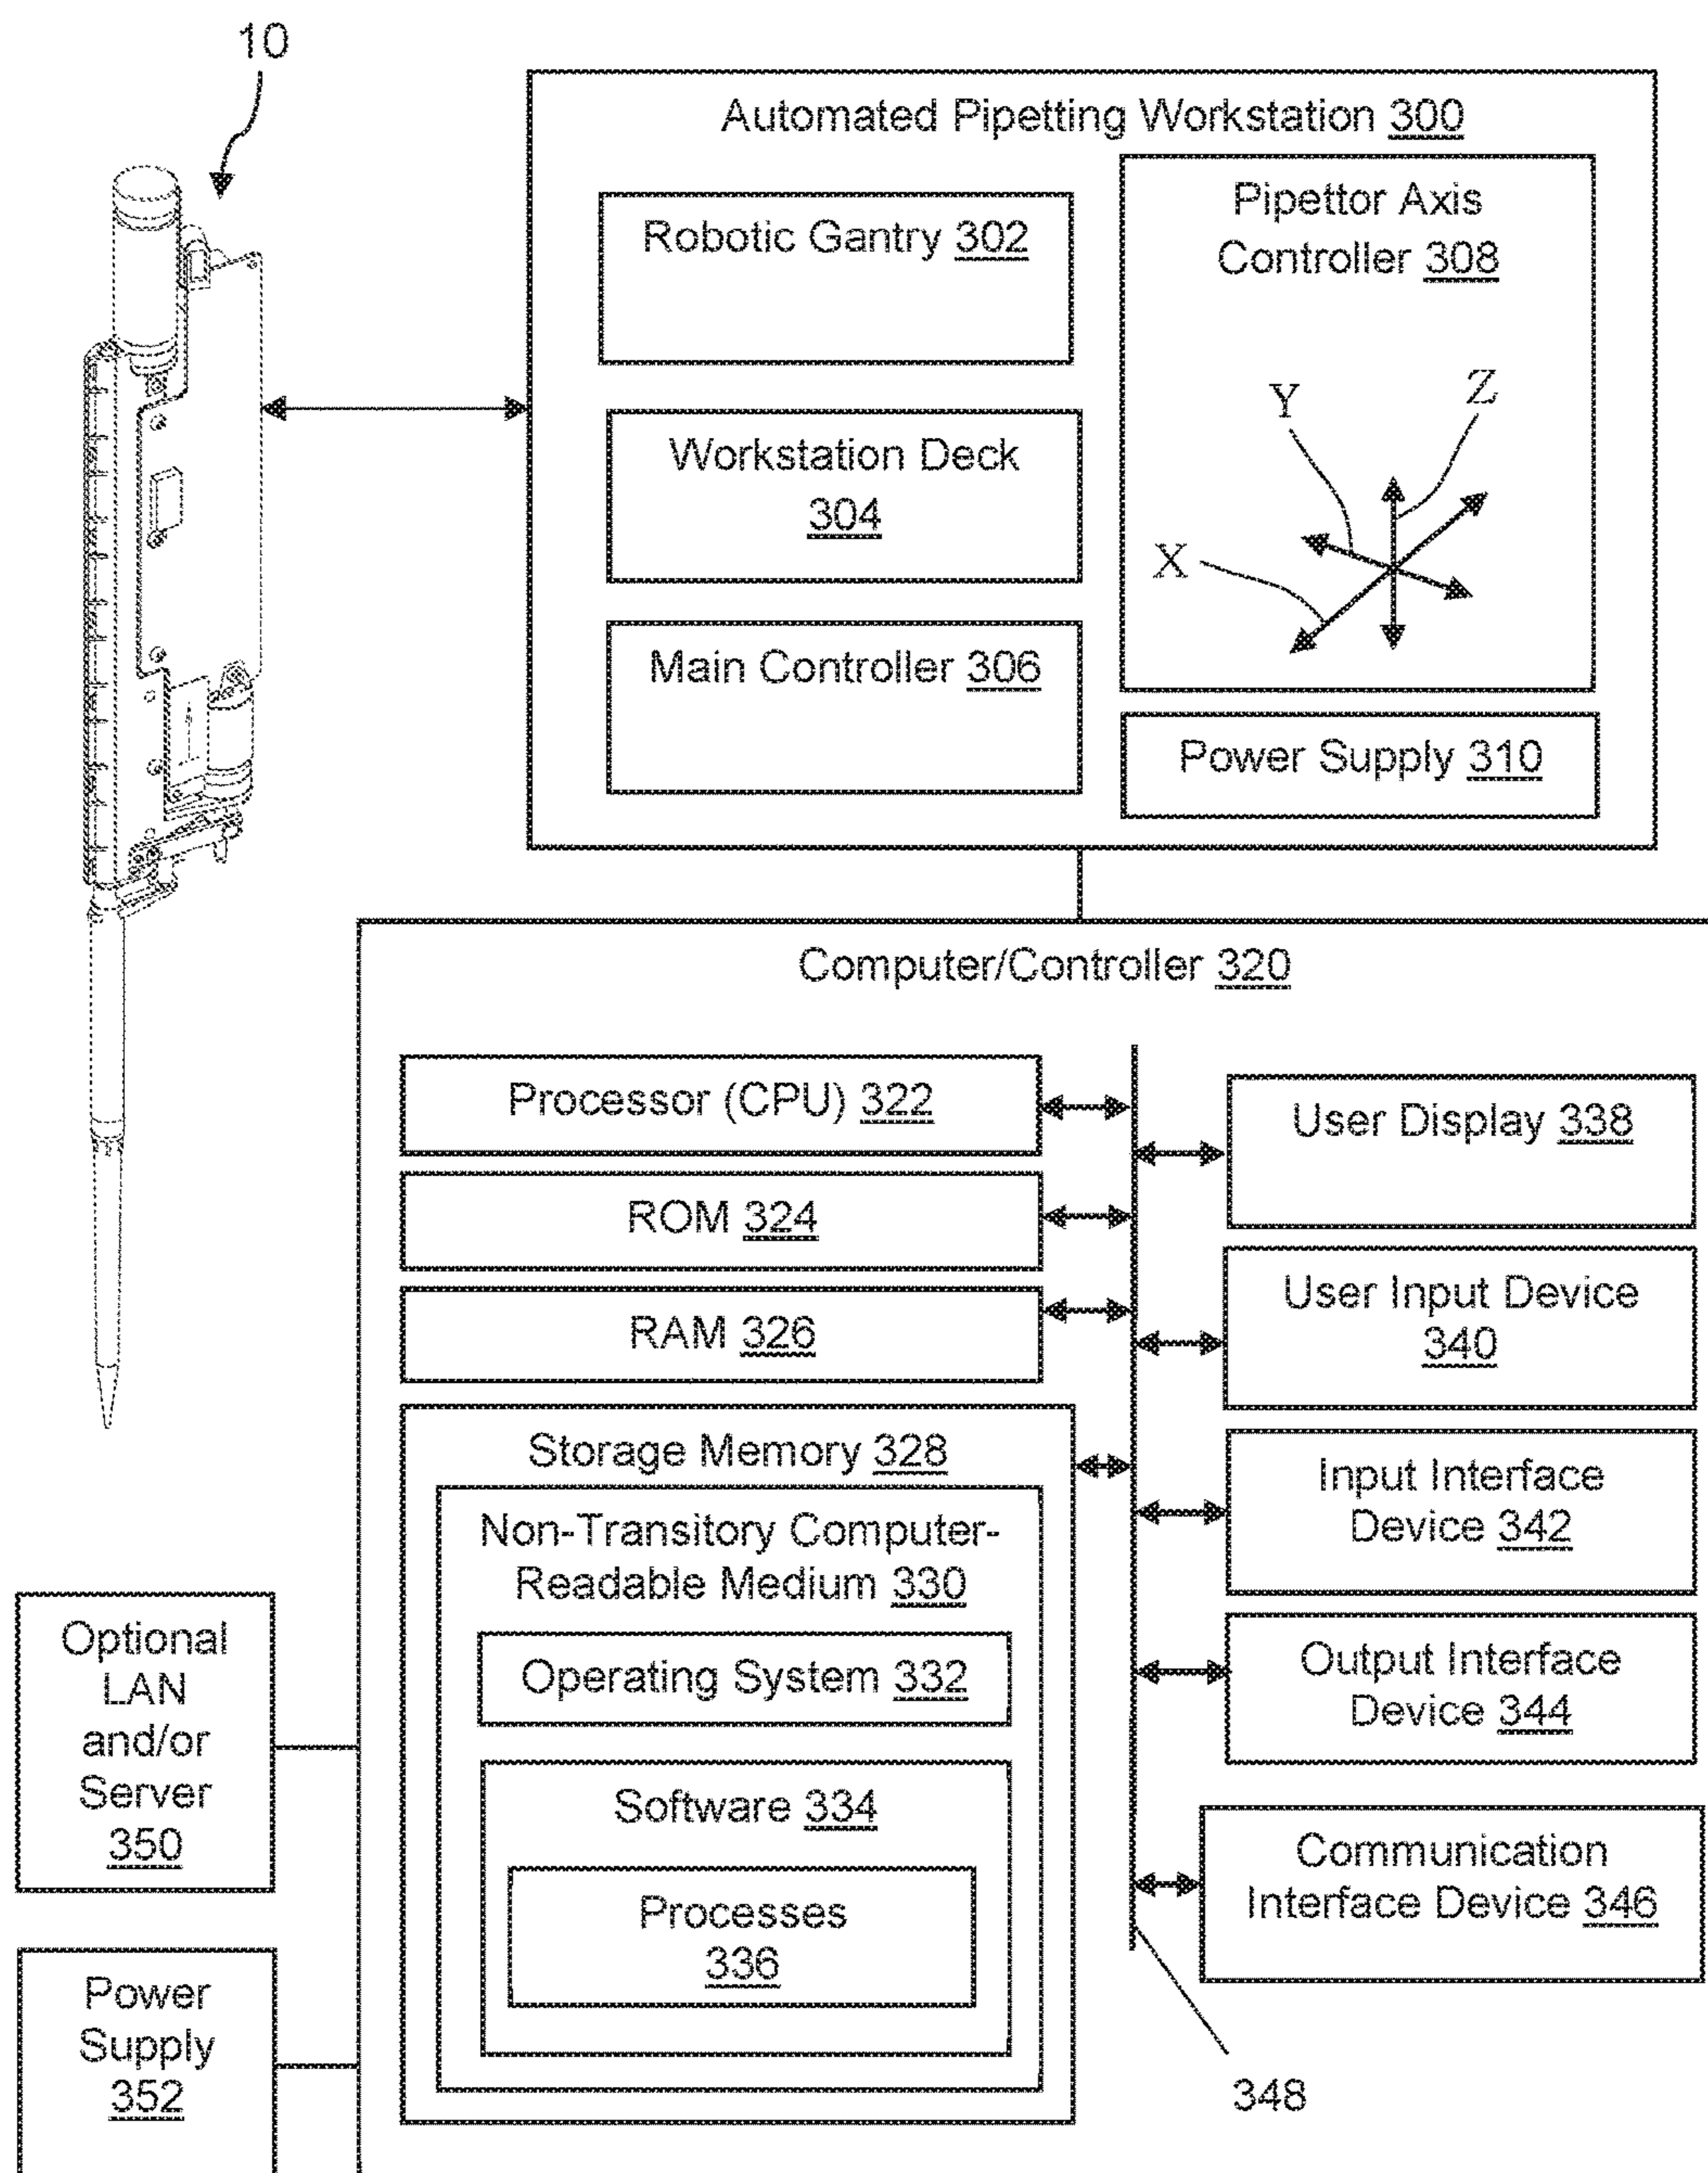 10
Automated Pipetting Workstation 300
Robotic Gantry 302
Pipettor Axis
Controller 308
Workstation Deck
304
Y
Z
X
Main Controller 306
Power Supply 310
Computer/Controller 320
Processor (CPU) 322
ROM 324
RAM 326
Storage Memory 328
Non-Transitory Computer-
Readable Medium 330
Operating System 332
Software 334
Processes
336
User Display 338
User Input Device
340
Input Interface
Device 342
Output Interface
Device 344
Communication
Interface Device 346
348
Optional
LAN
and/or
Server
350
Power
Supply
352